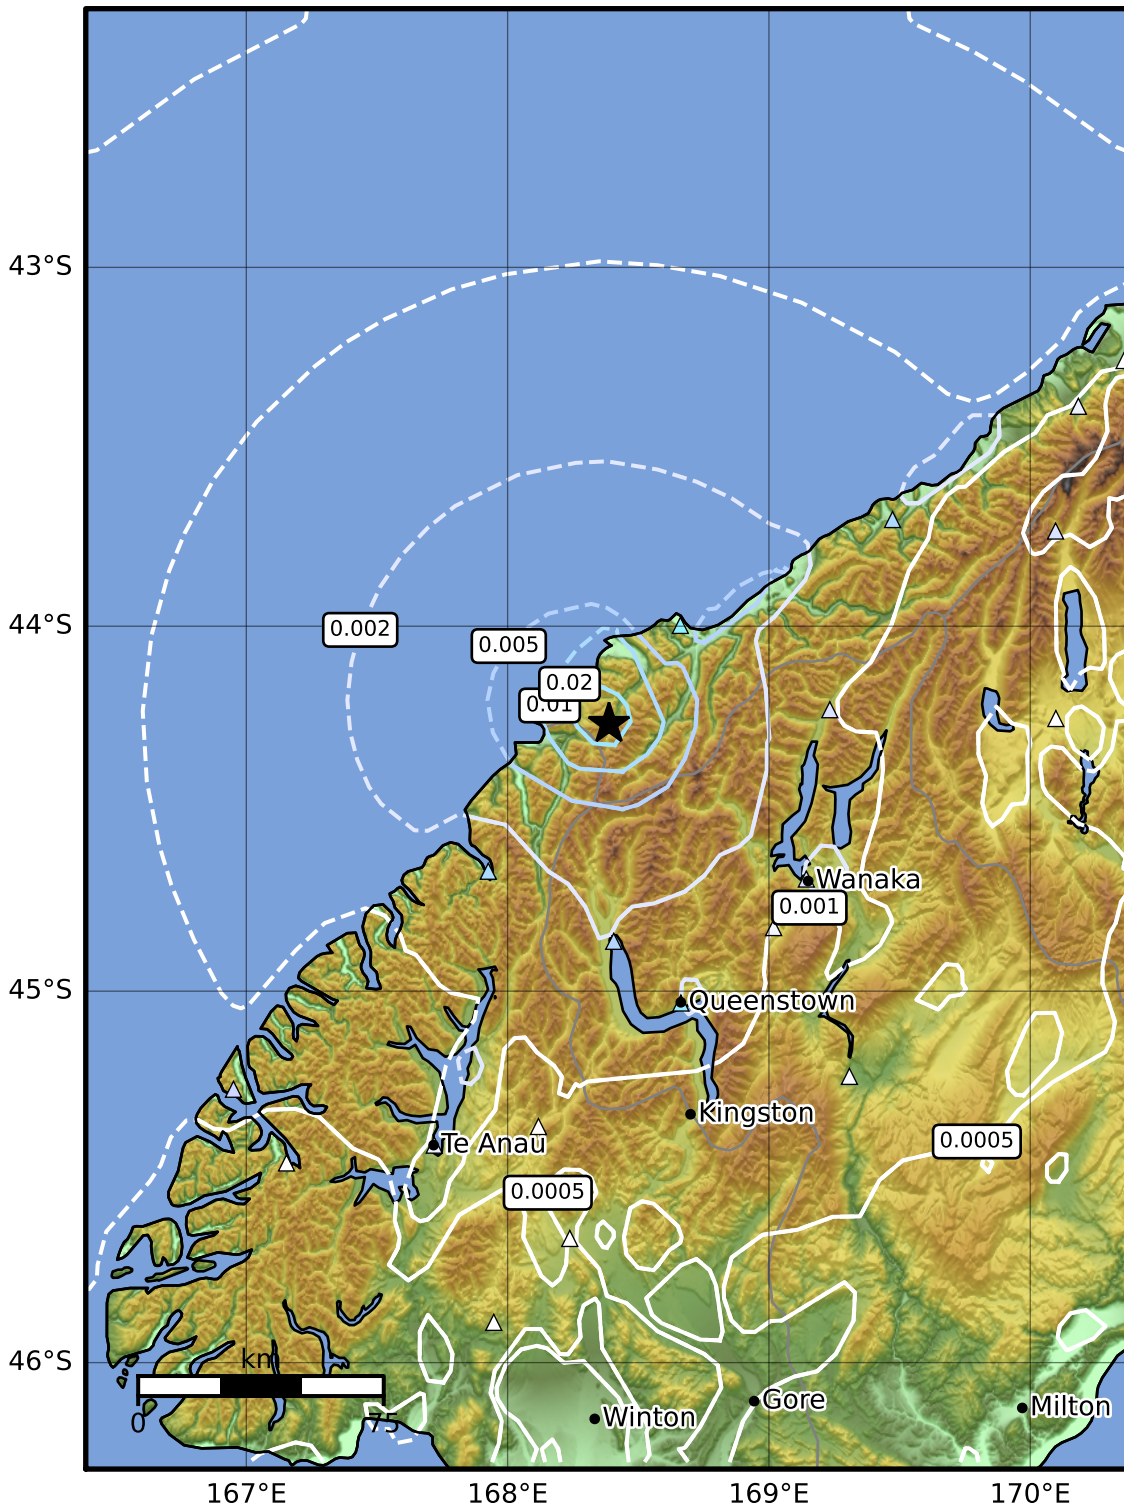 43°S
0.002
44°S
0.005
0.02
0.01
Wanaka
0.001
45°S
Queenstown
Kingston
Te Anau
0.0005
0.0005
46°S
km
0
75
Winton
Gore
Milton
167°E
168°E
169°E
170°E